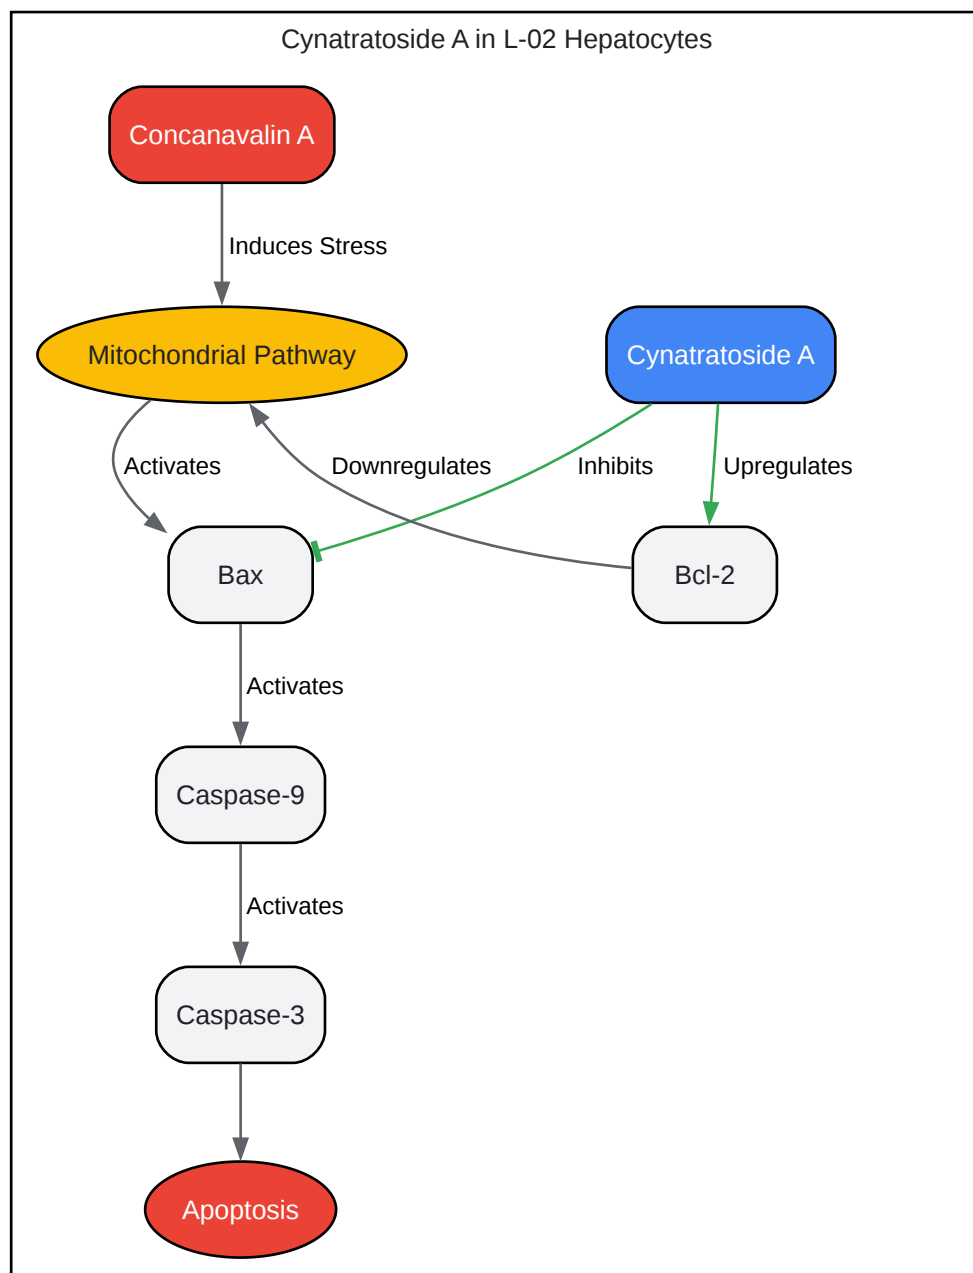 Cynatratoside A in L-02 Hepatocytes
Concanavalin A
Induces Stress
Mitochondrial Pathway
Cynatratoside A
Activates
Downregulates
Inhibits
Upregulates
Bax
Bcl-2
Activates
Caspase-9
Activates
Caspase-3
Apoptosis